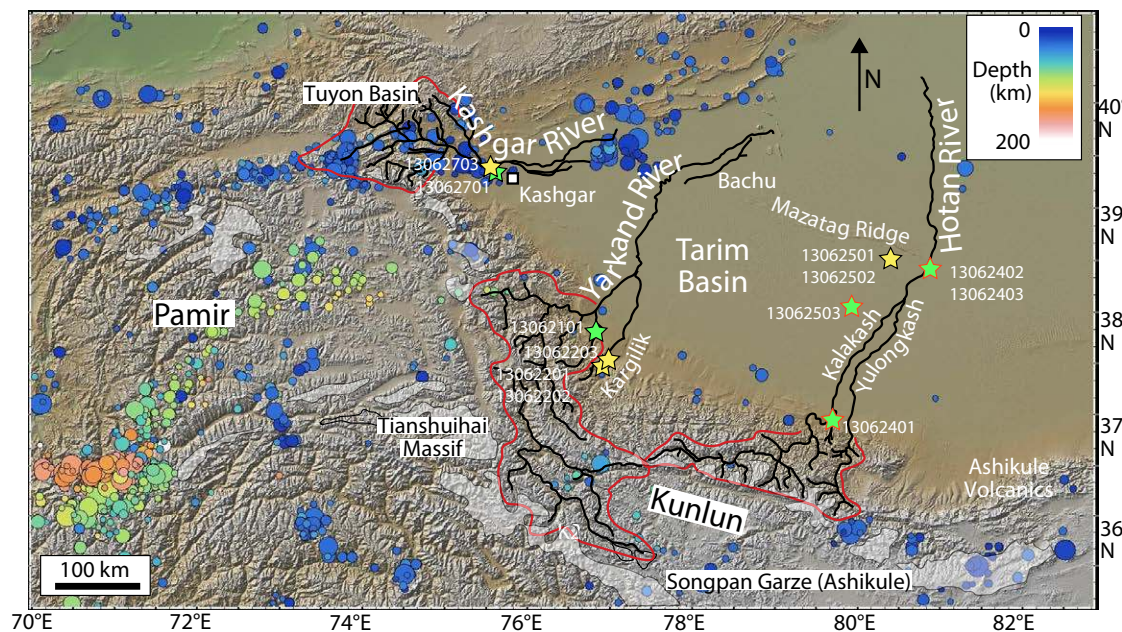 0
Depth
(km)
200
N
Tuyon Basin
Kashgar River
40°
N
13062703
13062701
Kashgar
Yarkand River
Bachu
Hotan River
Mazatag Ridge
39
N
13062501
13062502
13062402
13062403
Tarim
Basin
Pamir
13062503
38
N
13062101
13062203
13062201
13062202
Kargilik
Kalakash
Yulongkash
Tianshuihai
Massif
13062401
37
N
Ashikule
Volcanics
Kunlun
K2
36
N
100 km
Songpan Garze (Ashikule)
70°E
72°E
74°E
76°E
78°E
80°E
82°E